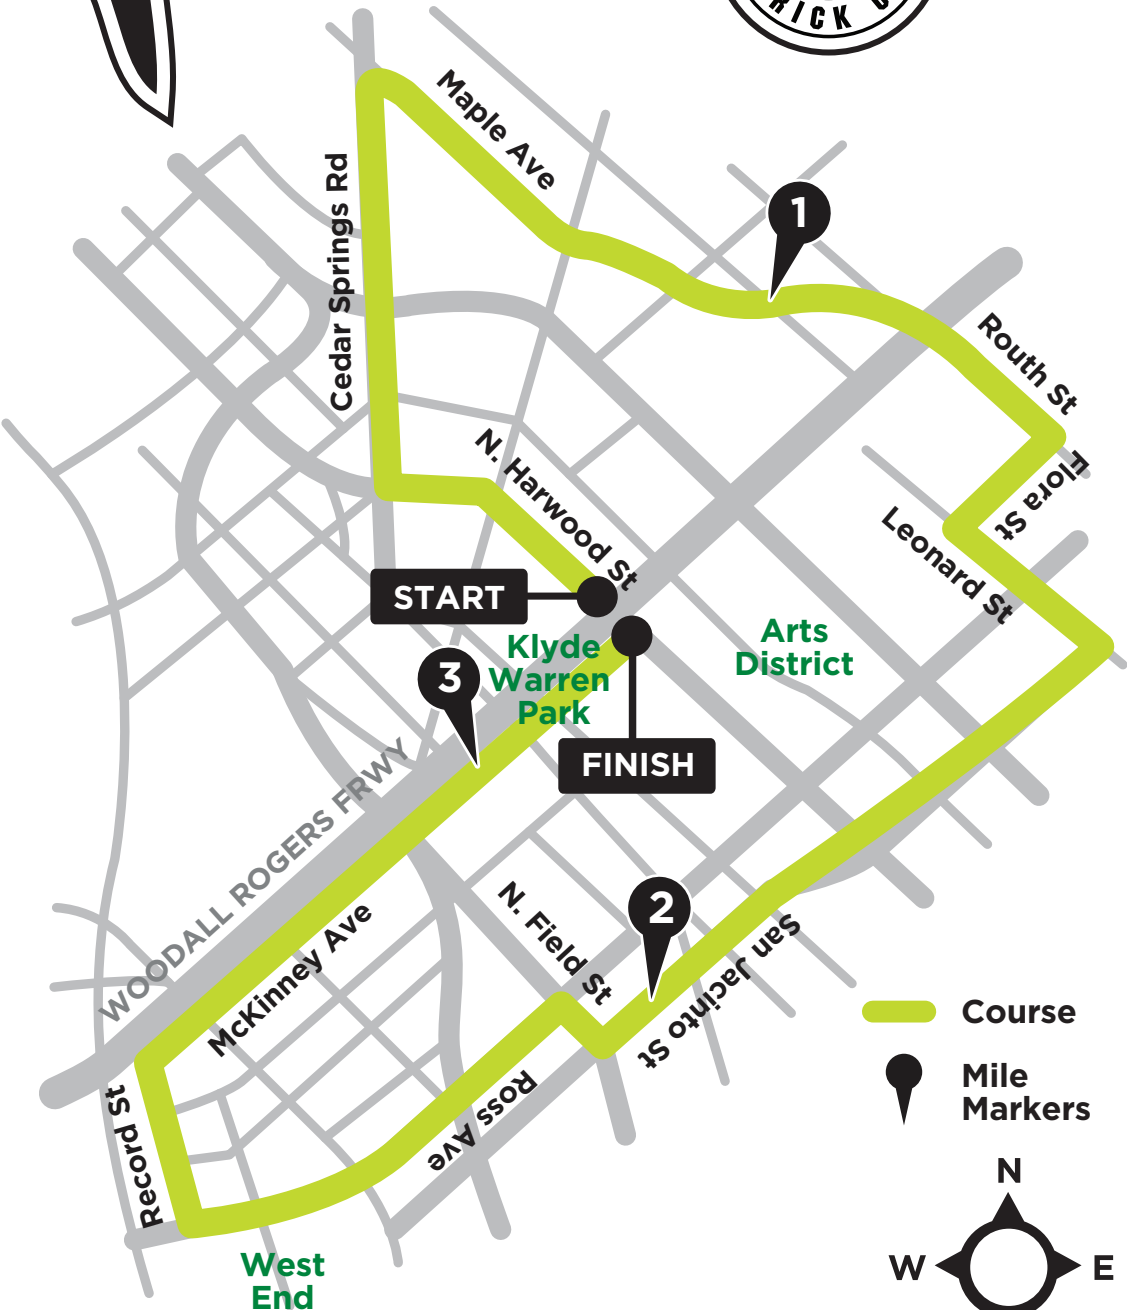 RICK
Maple Ave
1
Cedar Springs Rd
Routh St
Flora St
N. Harwood St
Leonard St
START
Klyde
Warren
Park
Arts
District
3
FINISH
WOODALL ROGERS FRWY
McKinney Ave
N. Field St
2
San Jacinto St
Course
Mile
Markers
Ross Ave
Record St
West
End
N
W
E